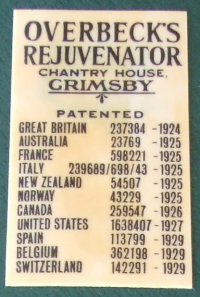 OVERBECK'S
REJUVENATOR
CHANTRY HOUSE,
GRIMSBY
PATENTED
GREAT BRITAIN 237384 - 1924
AUSTRALIA 23769 - 1925
FRANCE 598221 - 1925
ITALY 239689/698/43 - 1925
NEW ZEALAND 54507 - 1925
NORWAY 43229 - 1925
CANADA 259547 - 1926
UNITED STATES 1638407 - 1927
SPAIN 113799 - 1929
BELGIUM 362198 - 1929
SWITZERLAND 142291 - 1929